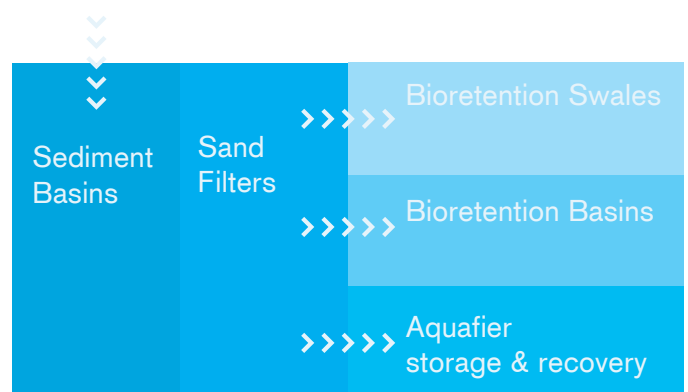 Sediment
Basins
Sand
Filters
Bioretention Swales
Bioretention Basins
Aquafier
storage & recovery